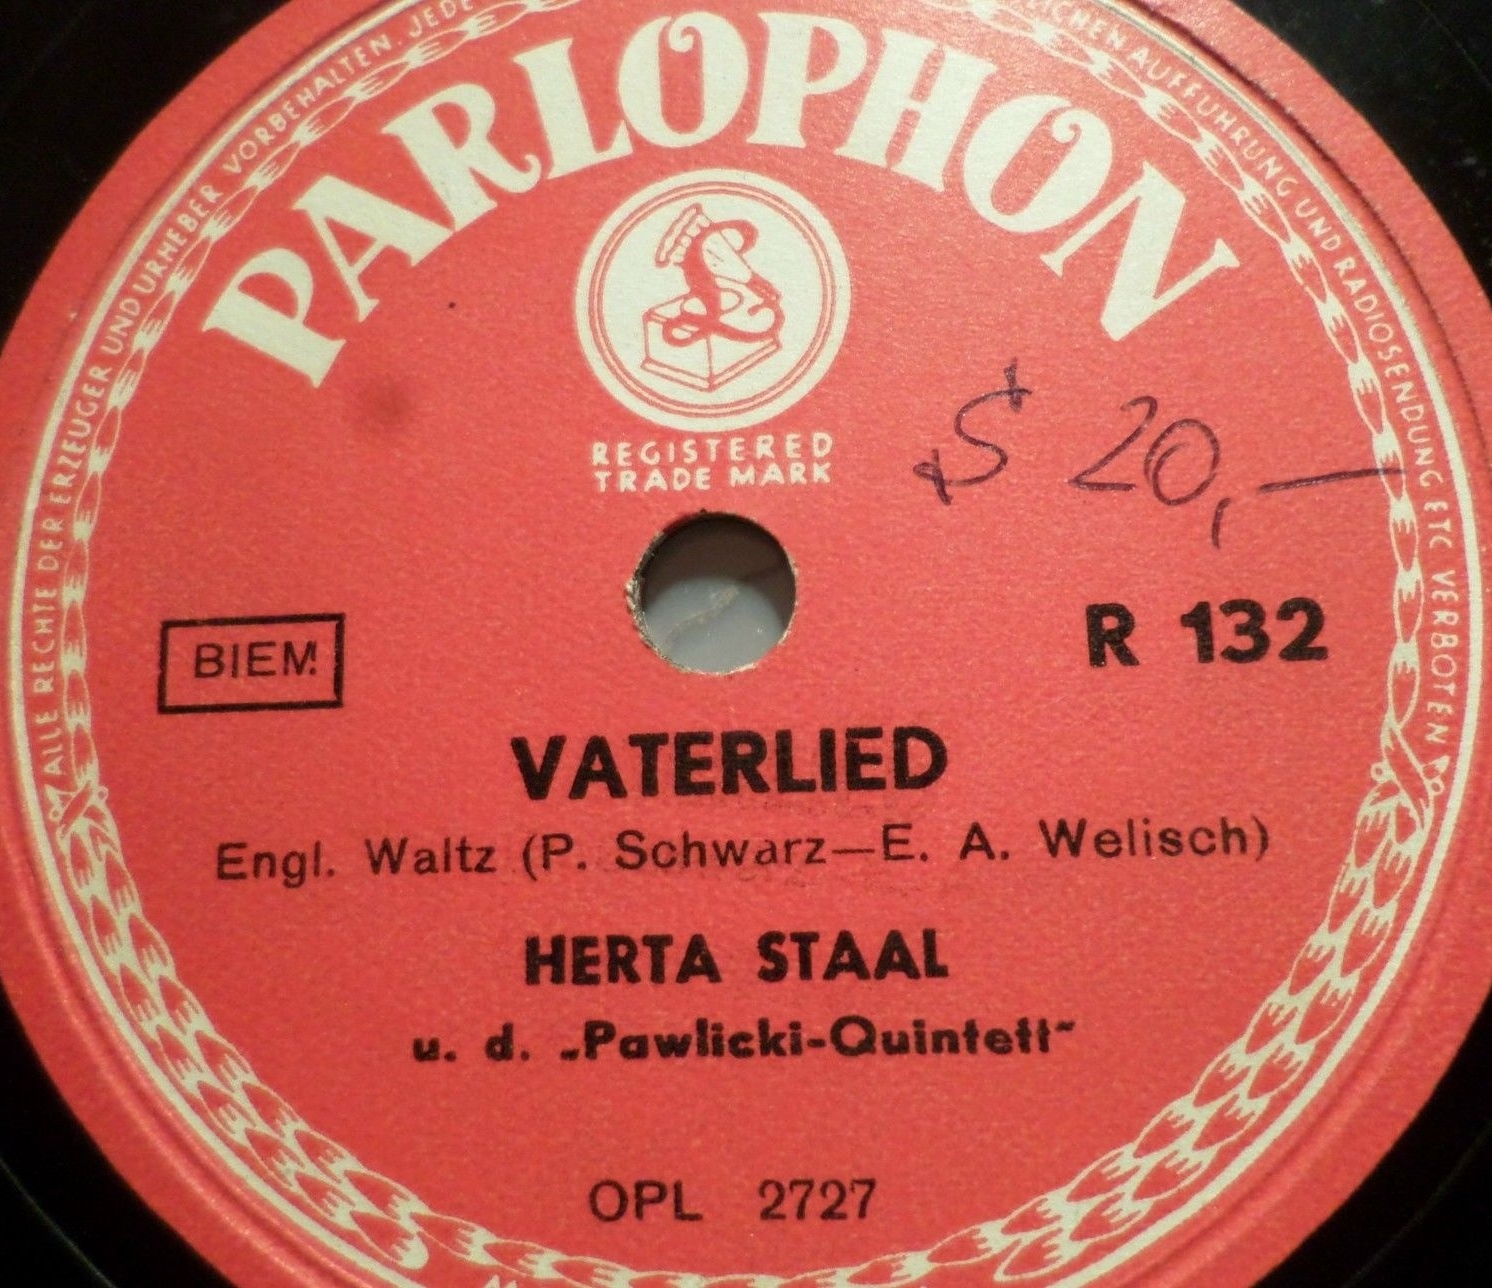 ALLE RECHTE DER ERZEUGER UND URHEBER VORBEHALTEN. JEDE
LICHEN AUFFÜHRUNG UND RADIOSENDUNG ETC VERBOTEN
PARLOPHON
REGISTERED
TRADE MARK
$ 20,—
BIEM
R 132
VATERLIED
Engl. Waltz (P. Schwarz—E. A. Welisch)
HERTA STAAL
u. d. „Pawlicki-Quintett"
OPL 2727